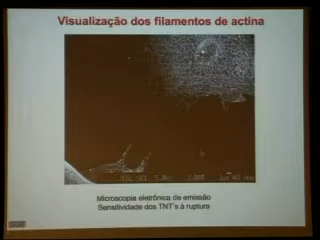 Visualização dos filamentos de actina
Microscopia eletrônica de emissão
Sensitividade dos TNT's à ruptura